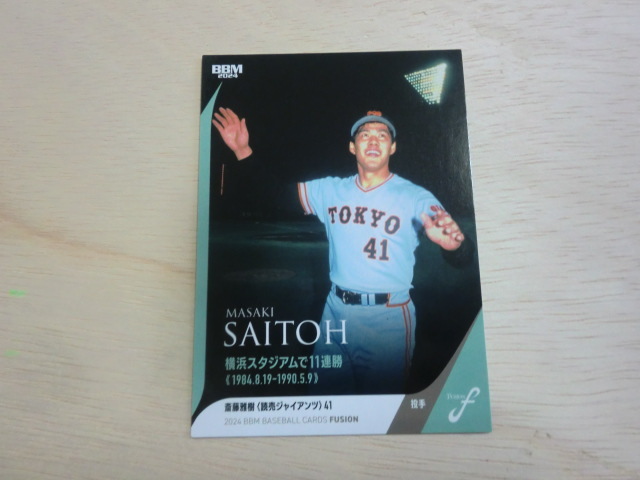 BBM
2024
TOKYO
41
MASAKI
SAITOH
横浜スタジアムで11連勝
《1984.8.19-1990.5.9》
斎藤雅樹〈読売ジャイアンツ〉41
投手
2024 BBM BASEBALL CARDS FUSION
FUSION
f